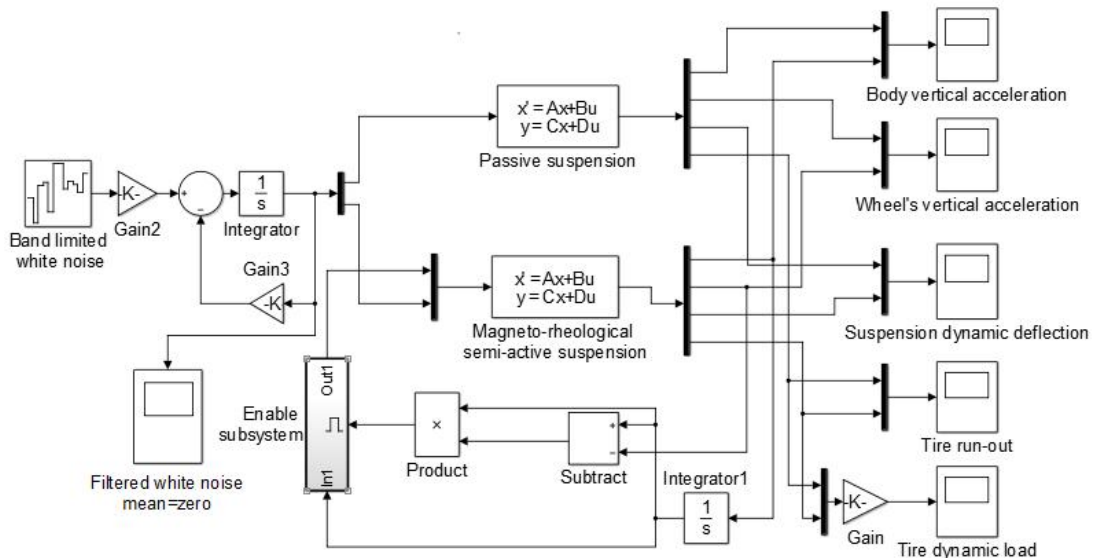 Body vertical acceleration
x' = Ax+Bu
y = Cx+Du
Passive suspension
Wheel's vertical acceleration
-K-
+
−
1
s
Band limited
white noise
Gain2
Integrator
Gain3
-K
x' = Ax+Bu
y = Cx+Du
Magneto-rheological
semi-active suspension
Suspension dynamic deflection
Out1
In1
Enable
subsystem
×
Product
+
−
Subtract
Integrator1
1
s
Tire run-out
Filtered white noise
mean=zero
-K-
Gain
Tire dynamic load